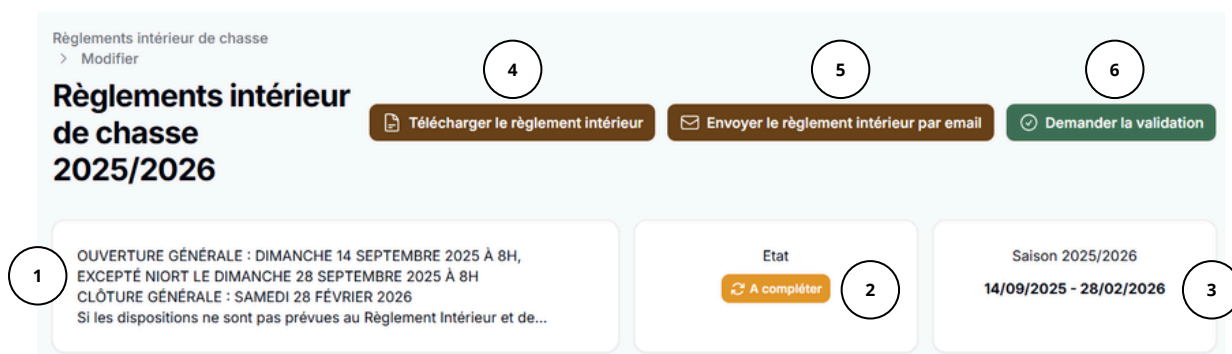 Règlements intérieur de chasse
> Modifier
Règlements intérieur
de chasse
2025/2026
4
5
6
Télécharger le règlement intérieur
Envoyer le règlement intérieur par email
Demander la validation
1
OUVERTURE GÉNÉRALE : DIMANCHE 14 SEPTEMBRE 2025 À 8H,
EXCEPTÉ NIORT LE DIMANCHE 28 SEPTEMBRE 2025 À 8H
CLÔTURE GÉNÉRALE : SAMEDI 28 FÉVRIER 2026
Si les dispositions ne sont pas prévues au Règlement Intérieur et de...
Etat
A compléter
2
Saison 2025/2026
14/09/2025 - 28/02/2026
3